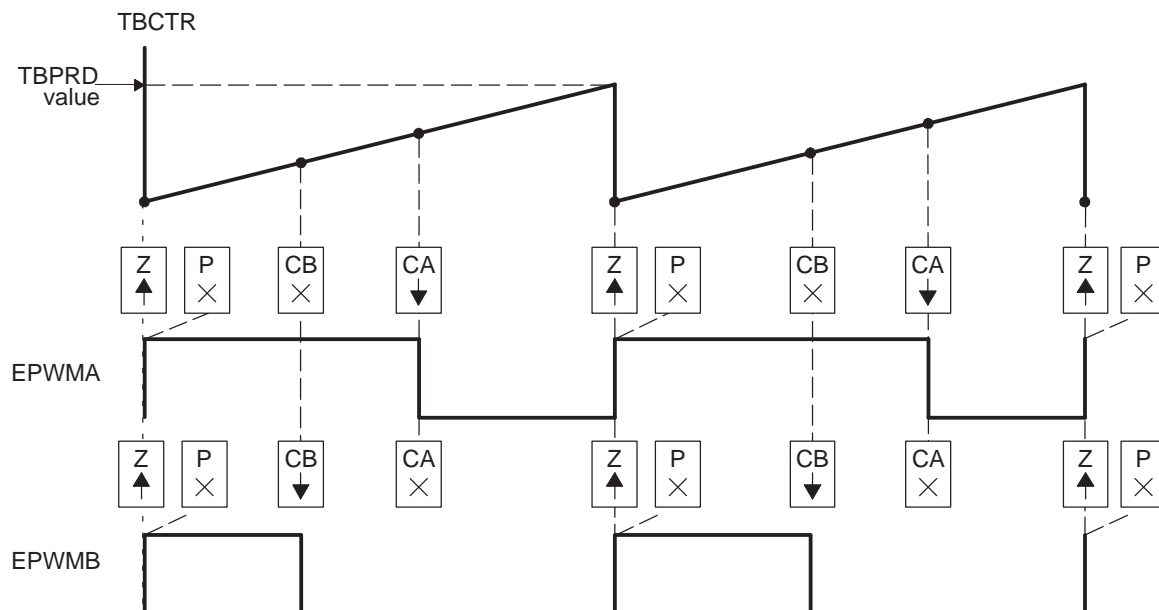 TBCTR
TBPRD
value
Z P CB CA Z P CB CA Z P
EPWMA
Z P CB CA Z P CB CA Z P
EPWMB